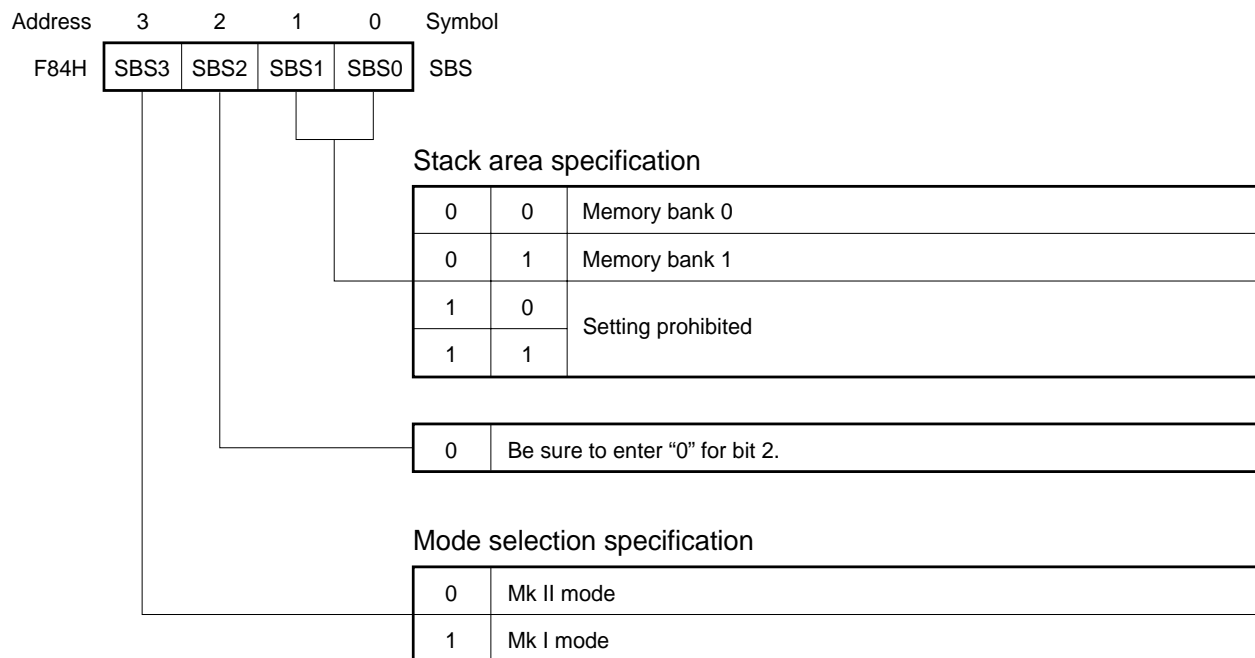 Address 3 2 1 0 Symbol
F84H SBS3 SBS2 SBS1 SBS0 SBS
Stack area specification
0 0 Memory bank 0
0 1 Memory bank 1
1 0 Setting prohibited
1 1
0 Be sure to enter “0” for bit 2.
Mode selection specification
0 Mk II mode
1 Mk I mode